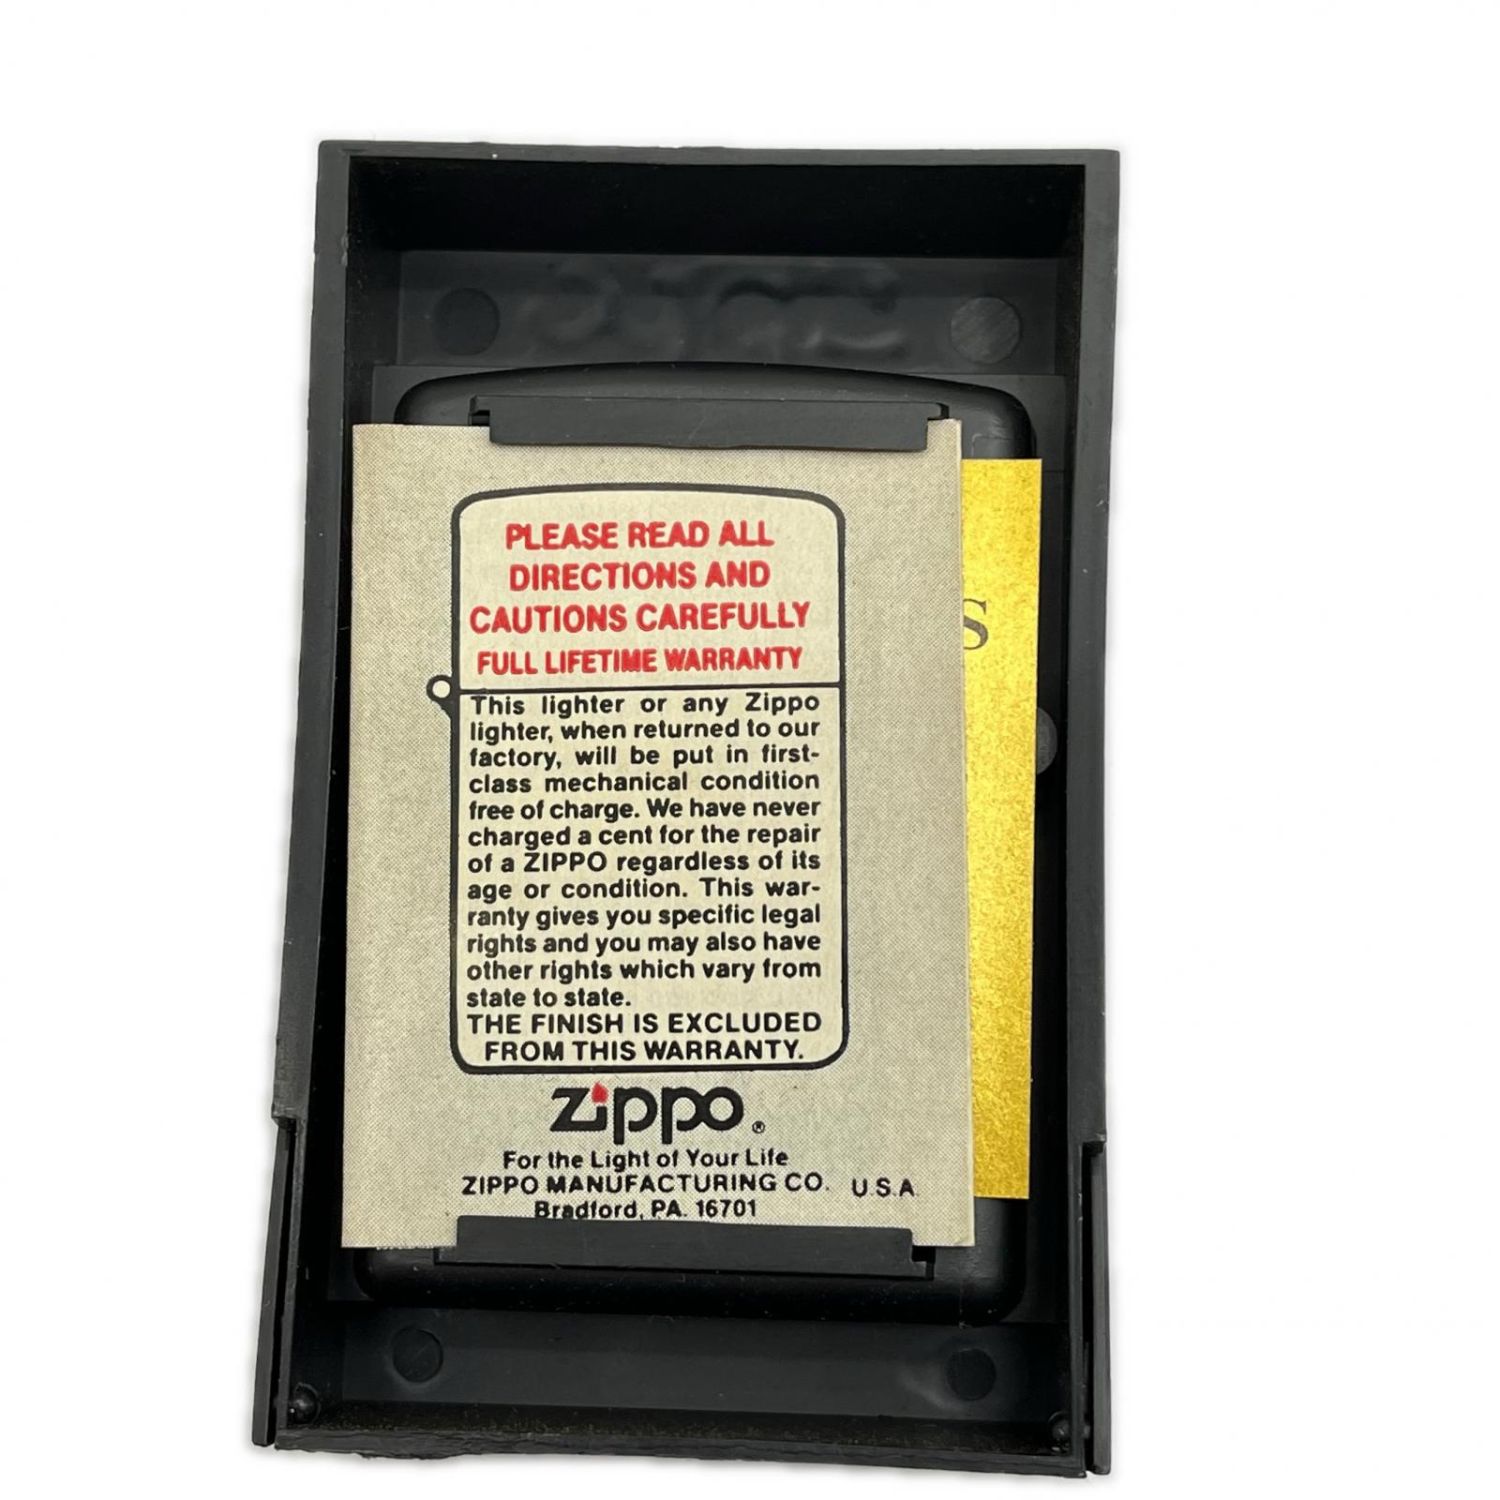 PLEASE READ ALL
DIRECTIONS AND
CAUTIONS CAREFULLY
FULL LIFETIME WARRANTY
This lighter or any Zippo
lighter, when returned to our
factory, will be put in first-
class mechanical condition
free of charge. We have never
charged a cent for the repair
of a ZIPPO regardless of its
age or condition. This war-
ranty gives you specific legal
rights and you may also have
other rights which vary from
state to state.
THE FINISH IS EXCLUDED
FROM THIS WARRANTY.
zippo®
For the Light of Your Life
ZIPPO MANUFACTURING CO. U.S.A.
Bradford, PA. 16701
S